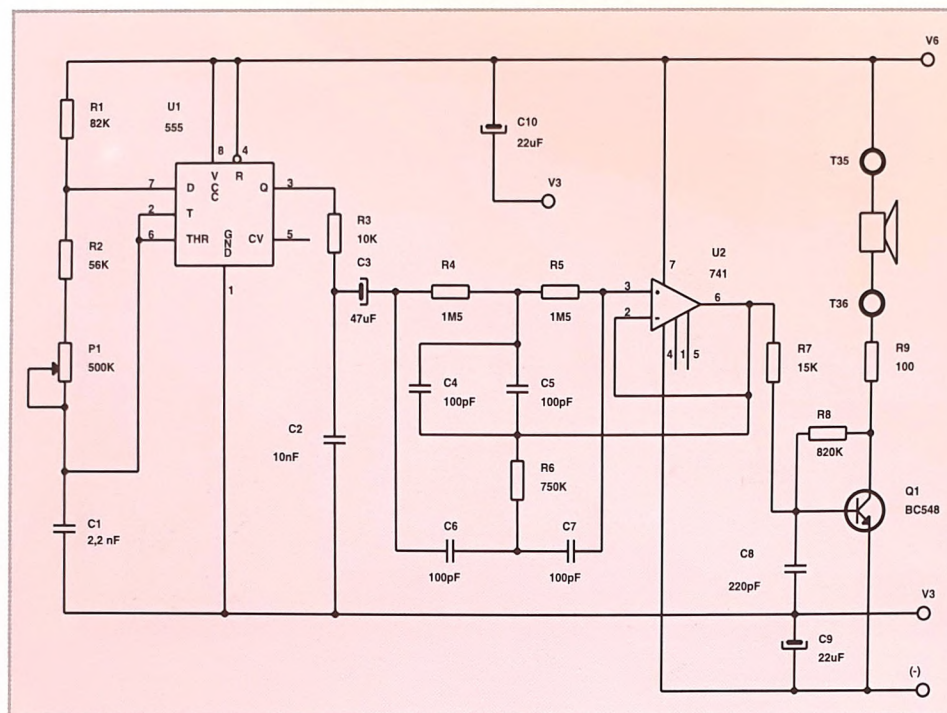 V6
R1
82K
U1
555
8
4
V
CC
R
7
D
Q
3
2
T
6
THR
GND
CV
5
1
R2
56K
P1
500K
C1
2,2 nF
R3
10K
C3
47uF
C2
10nF
C10
22uF
V3
R4
1M5
R5
1M5
C4
100pF
C5
100pF
R6
750K
C6
100pF
C7
100pF
U2
741
7
3
2
6
4
1
5
+
-
R7
15K
R8
820K
C8
220pF
T35
T36
R9
100
Q1
BC548
V3
C9
22uF
(-)